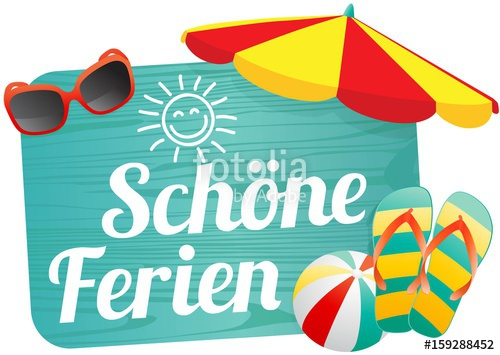 fotolia
by Adobe
Schöne
Ferien
#159288452